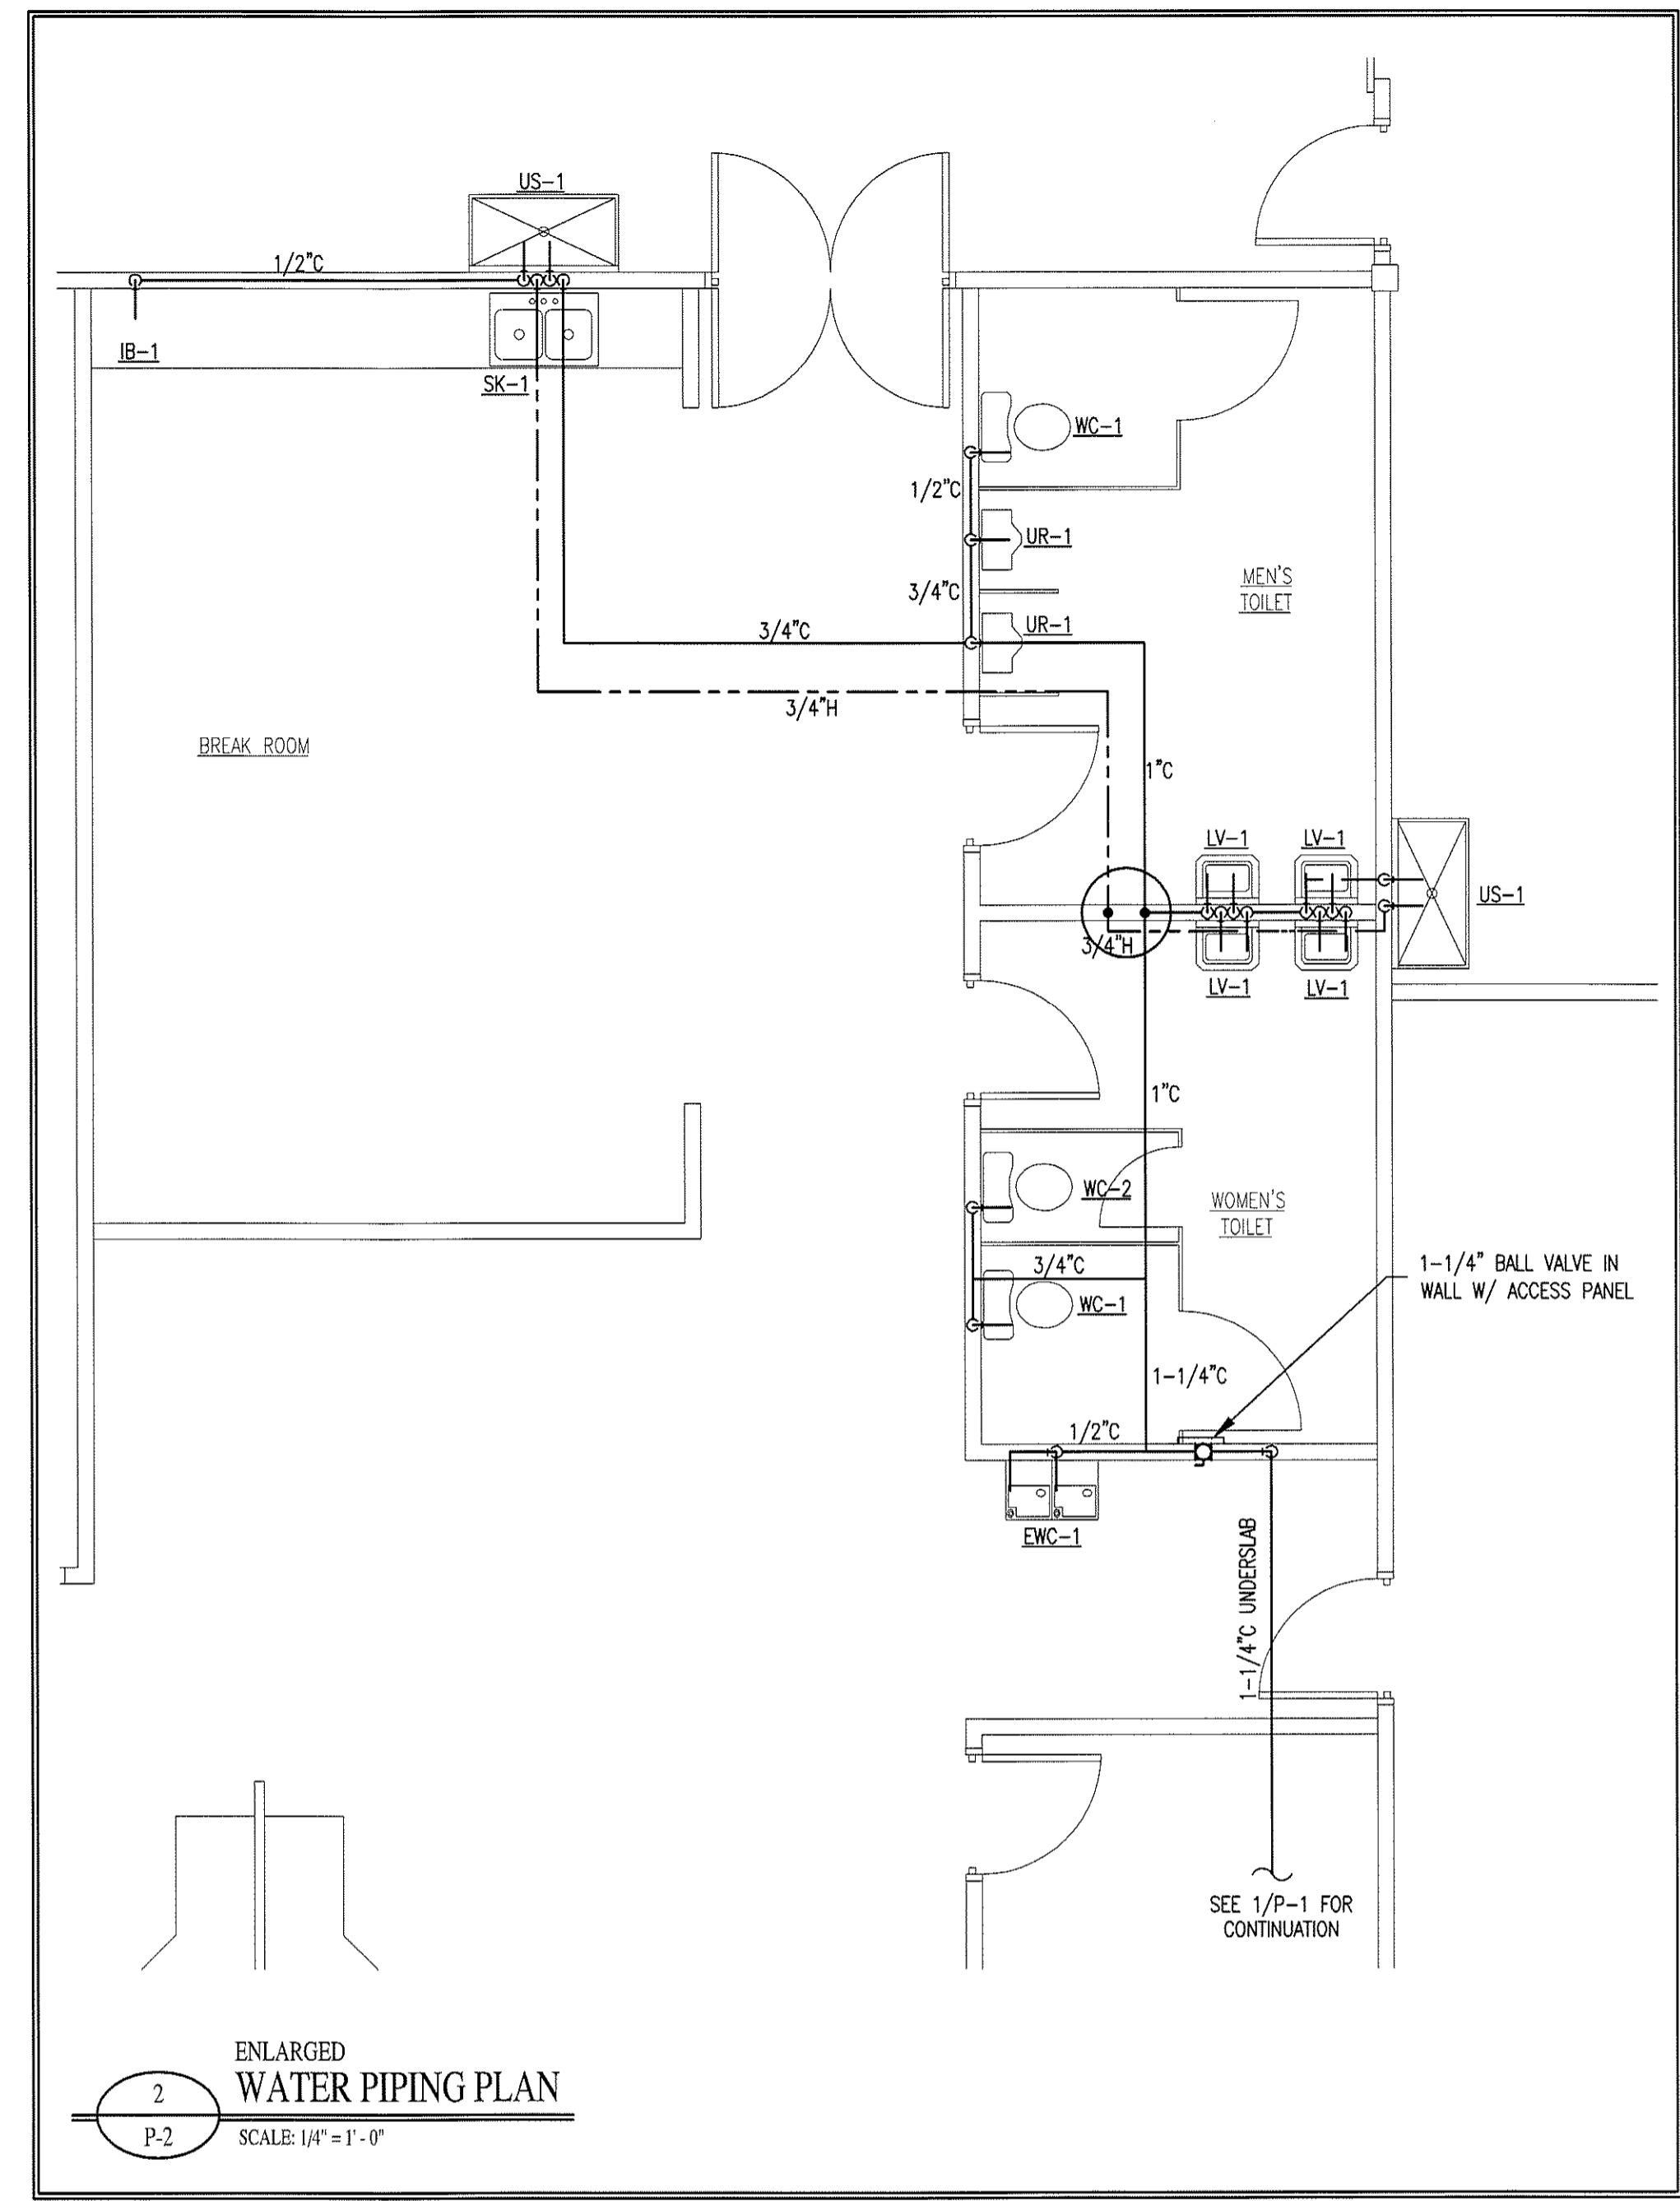 US-1
1/2"C
IB-1
SK-1
WC-1
1/2"C
UR-1
MEN'S
TOILET
3/4"C
UR-1
3/4"C
3/4"H
BREAK ROOM
1"C
LV-1
LV-1
US-1
3/4"H
LV-1
LV-1
1"C
WC-2
WOMEN'S
TOILET
3/4"C
1-1/4" BALL VALVE IN
WALL W/ ACCESS PANEL
WC-1
1-1/4"C
1/2"C
EWC-1
1-1/4"C UNDERSLAB
SEE 1/P-1 FOR
CONTINUATION
ENLARGED
2
WATER PIPING PLAN
P-2
SCALE: 1/4" = 1' - 0"